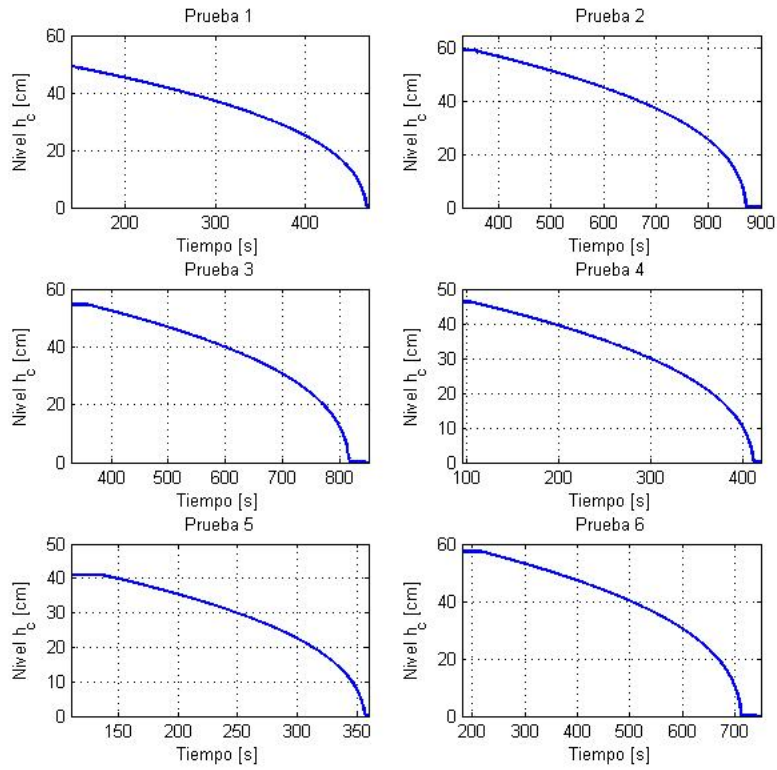 Prueba 1
Nivel h_c [cm]
60
40
20
0
200 300 400
Tiempo [s]
Prueba 2
Nivel h_c [cm]
60
40
20
0
400 500 600 700 800 900
Tiempo [s]
Prueba 3
Nivel h_c [cm]
60
40
20
0
400 500 600 700 800
Tiempo [s]
Prueba 4
Nivel h_c [cm]
50
40
30
20
10
0
100 200 300 400
Tiempo [s]
Prueba 5
Nivel h_c [cm]
50
40
30
20
10
0
150 200 250 300 350
Tiempo [s]
Prueba 6
Nivel h_c [cm]
60
40
20
0
200 300 400 500 600 700
Tiempo [s]